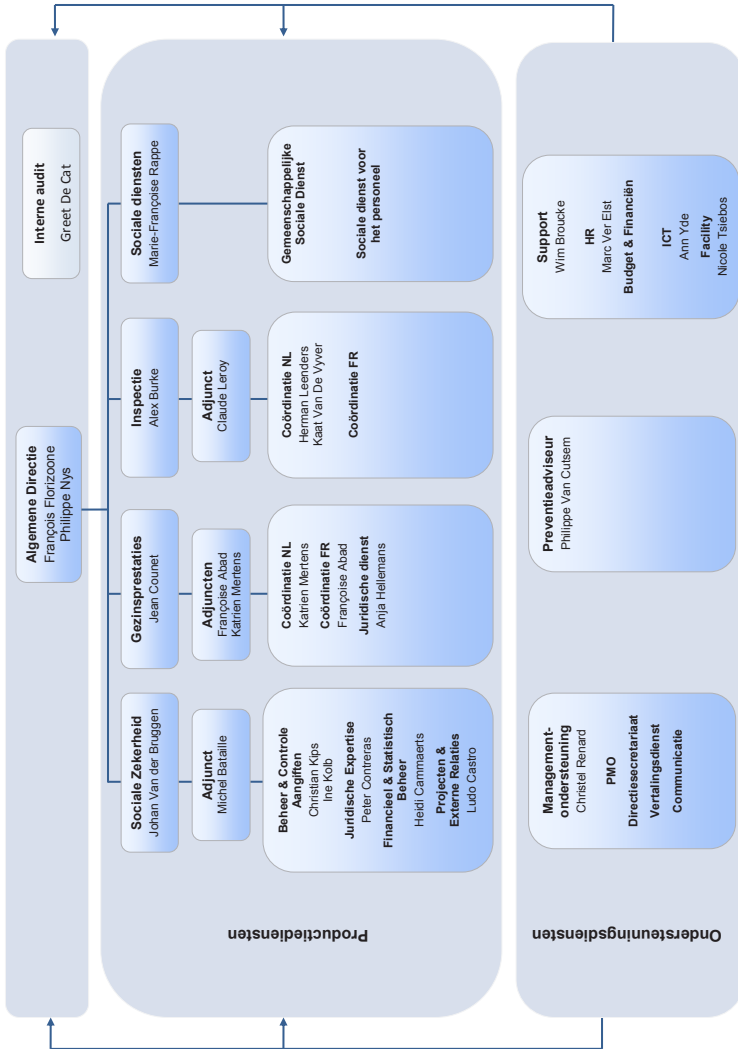 Algemene Directie
François Florizoone
Philippe Nys
Interne audit
Greet De Cat
Productiediensten
Sociale Zekerheid
Johan Van der Bruggen
Adjunct
Michel Bataille
Beheer & Controle
Aangiften
Christian Kips
Ine Kolb
Juridische Expertise
Peter Contreras
Financieel & Statistisch
Beheer
Heidi Cammaerts
Projecten &
Externe Relaties
Ludo Castro
Gezinsprestaties
Jean Counet
Adjuncten
Françoise Abad
Katrien Mertens
Coördinatie NL
Katrien Mertens
Coördinatie FR
Françoise Abad
Juridische dienst
Anja Hellemans
Inspectie
Alex Burke
Adjunct
Claude Leroy
Coördinatie NL
Herman Leenders
Kaat Van De Vyver
Coördinatie FR
Sociale diensten
Marie-Françoise Rappe
Gemeenschappelijke
Sociale Dienst
Sociale dienst voor
het personeel
Ondersteuningsdiensten
Management-
ondersteuning
Christel Renard
PMO
Directiesecretariaat
Vertalingsdienst
Communicatie
Preventieadviseur
Philippe Van Cutsem
Support
Wim Broucke
HR
Marc Ver Elst
Budget & Financiën
ICT
Ann Yde
Facility
Nicole Tsiebos